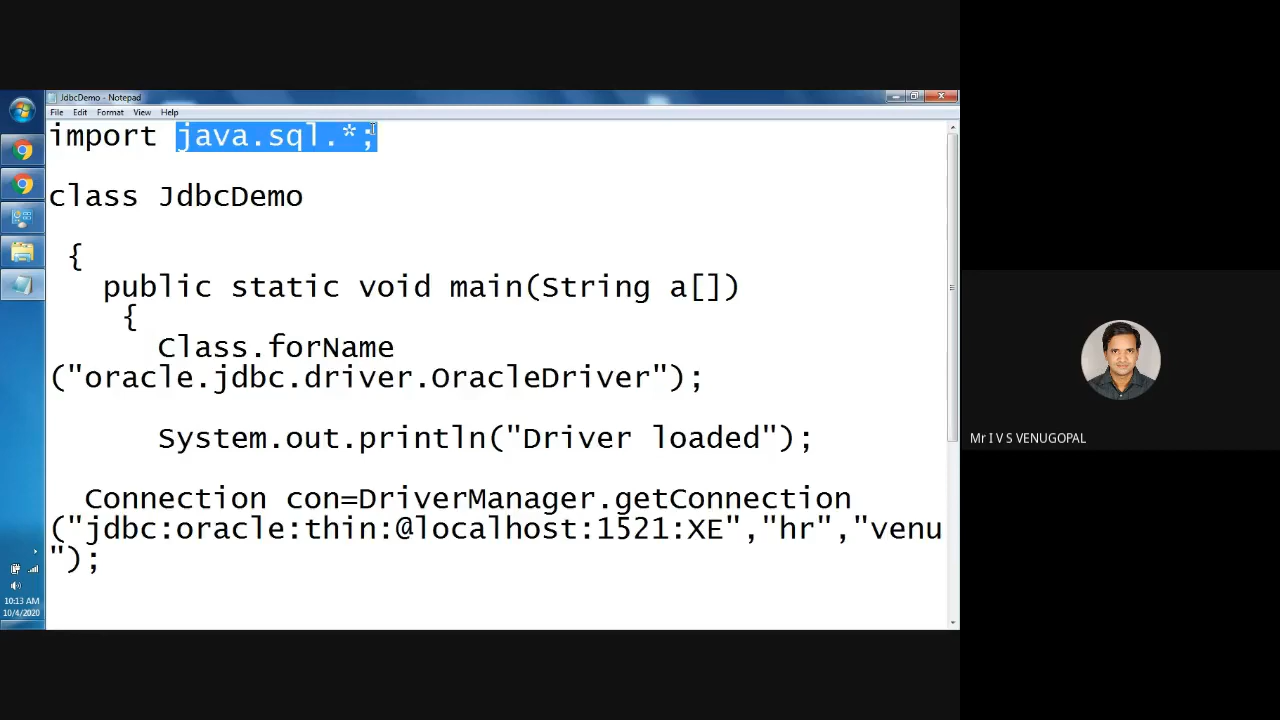 JdbcDemo - Notepad
File Edit Format View Help
import java.sql.*;
class JdbcDemo
{
public static void main(String a[])
{
Class.forName
("oracle.jdbc.driver.OracleDriver");
System.out.println("Driver loaded");
Connection con=DriverManager.getConnection
("jdbc:oracle:thin:@localhost:1521:XE","hr","venu
");
10:13 AM
10/4/2020
Mr I V S VENUGOPAL